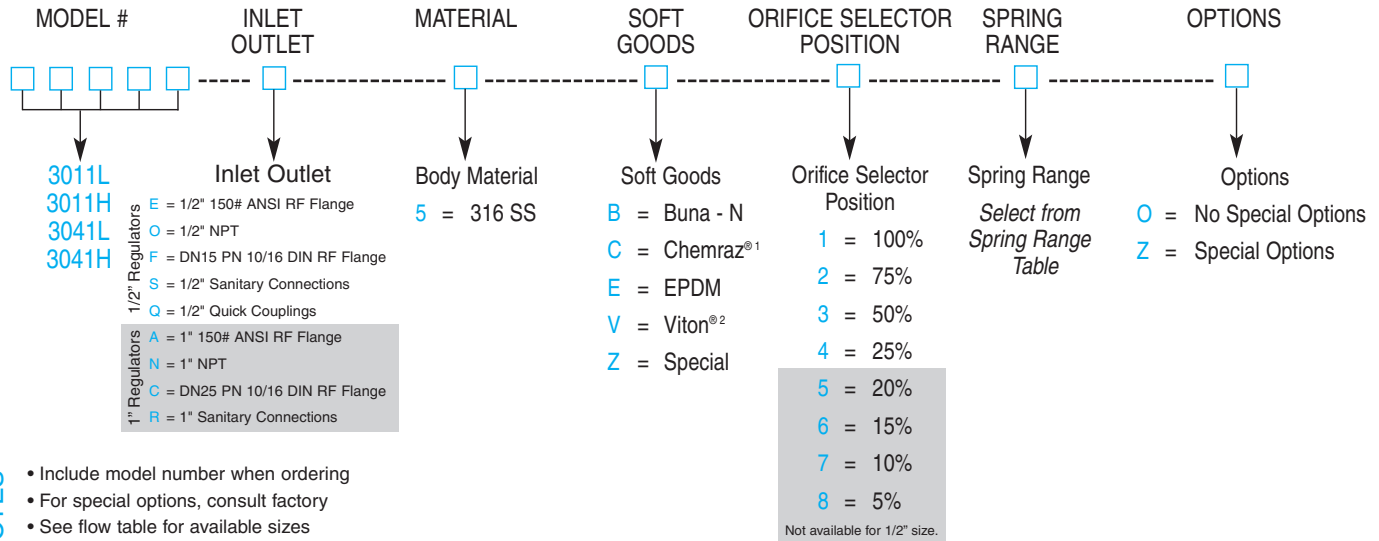 MODEL #
INLET
OUTLET
MATERIAL
SOFT
GOODS
ORIFICE SELECTOR
POSITION
SPRING
RANGE
OPTIONS
3011L
3011H
3041L
3041H
Inlet Outlet
1/2" Regulators
E = 1/2" 150# ANSI RF Flange
O = 1/2" NPT
F = DN15 PN 10/16 DIN RF Flange
S = 1/2" Sanitary Connections
Q = 1/2" Quick Couplings
1" Regulators
A = 1" 150# ANSI RF Flange
N = 1" NPT
C = DN25 PN 10/16 DIN RF Flange
R = 1" Sanitary Connections
Body Material
5 = 316 SS
Soft Goods
B = Buna - N
C = Chemraz® 1
E = EPDM
V = Viton® 2
Z = Special
Orifice Selector
Position
1 = 100%
2 = 75%
3 = 50%
4 = 25%
5 = 20%
6 = 15%
7 = 10%
8 = 5%
Not available for 1/2" size.
Spring Range
Select from
Spring Range
Table
Options
O = No Special Options
Z = Special Options
• Include model number when ordering
• For special options, consult factory
• See flow table for available sizes